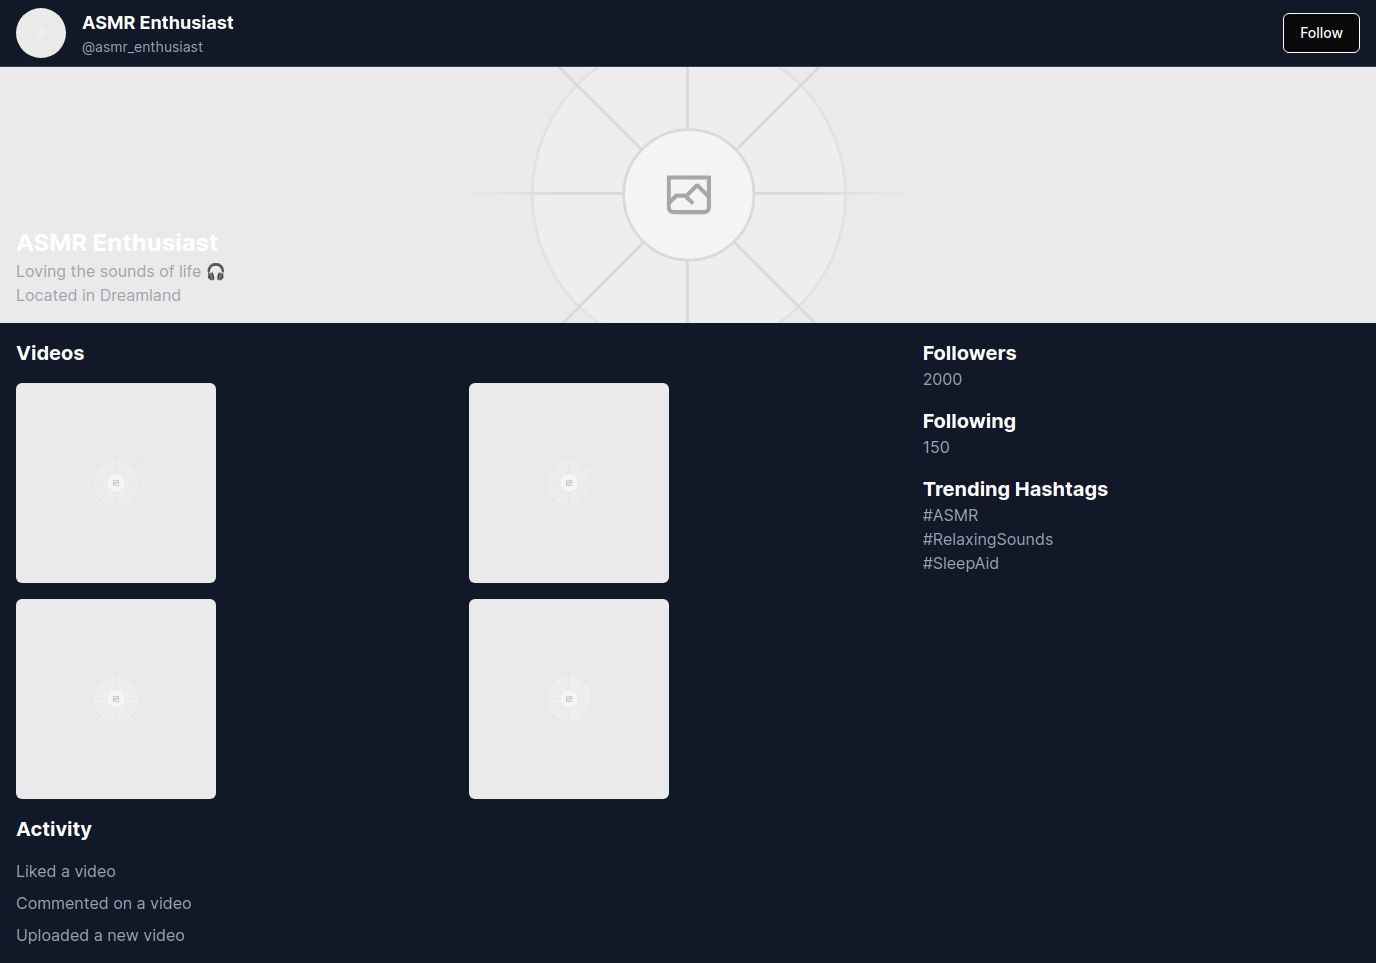 ASMR Enthusiast
@asmr_enthusiast
Follow
ASMR Enthusiast
Loving the sounds of life 🎧
Located in Dreamland
Videos
Activity
Liked a video
Commented on a video
Uploaded a new video
Followers
2000
Following
150
Trending Hashtags
#ASMR
#RelaxingSounds
#SleepAid